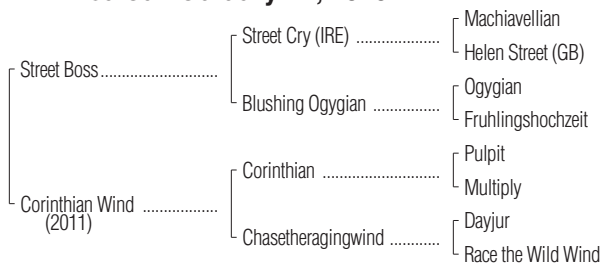 Machiavellian
Street Cry (IRE) ...................
Helen Street (GB)
Street Boss...........................
Ogygian
Blushing Ogygian ...............
Fruhlingshochzeit
Pulpit
Corinthian ...........................
Multiply
Corinthian Wind .................
(2011)
Dayjur
Chasetheragingwind ...........
Race the Wild Wind